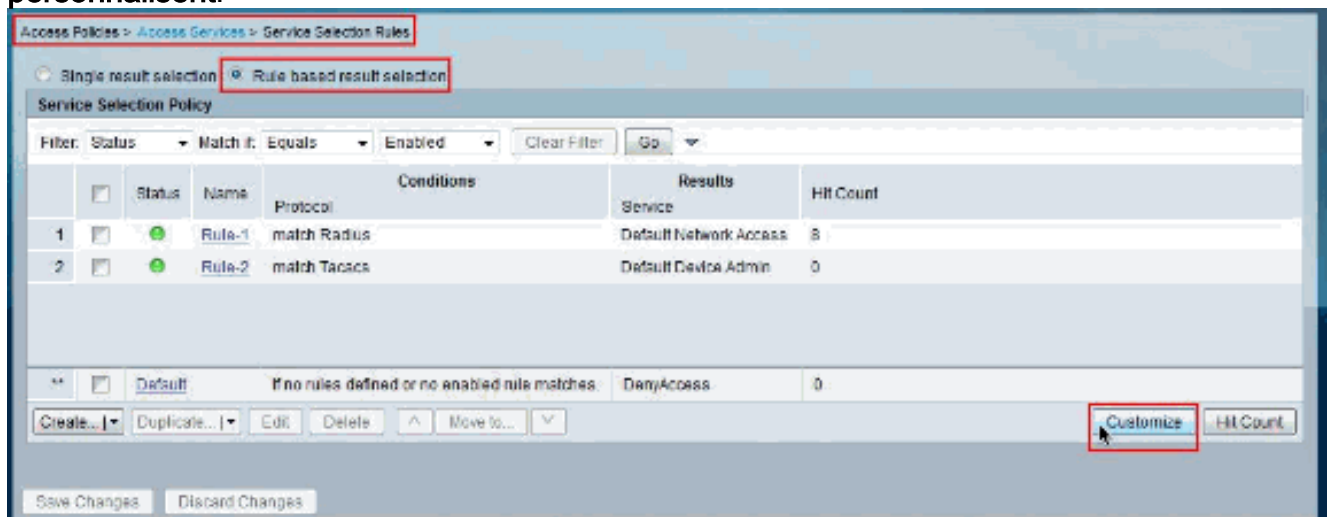 personnalisent.
Access Policies > Access Services > Service Selection Rules
Single result selection Rule based result selection
Service Selection Policy
Filter: Status Match if: Equals Enabled Clear Filter Go
Conditions Results
Status Name Protocol Service Hit Count
1 Rule-1 match Radius Default Network Access 8
2 Rule-2 match Tacacs Default Device Admin 0
** Default If no rules defined or no enabled rule matches. DenyAccess 0
Create... Duplicate... Edit Delete ^ Move to... Customize Hit Count
Save Changes Discard Changes